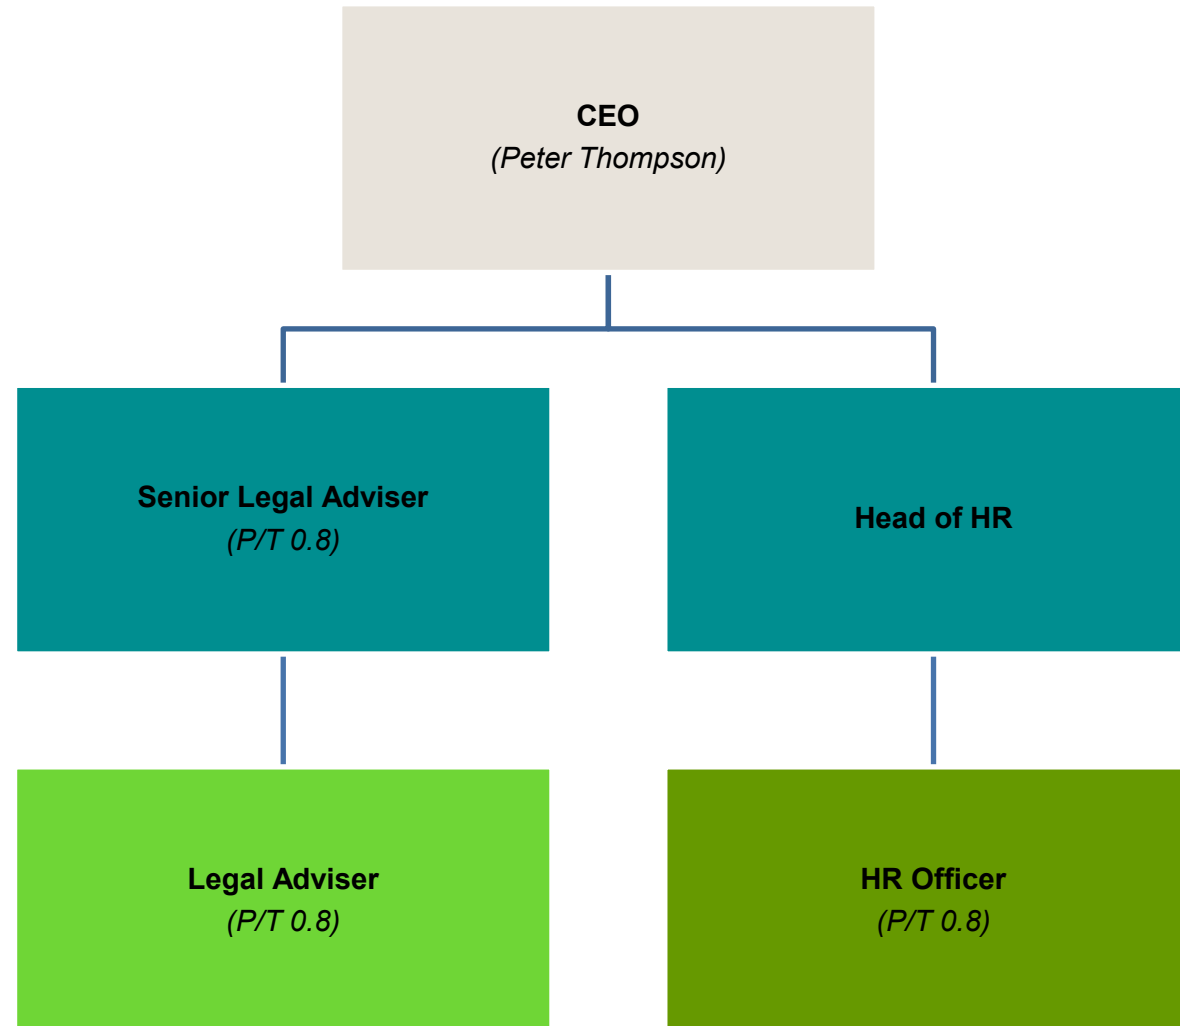 CEO
(Peter Thompson)
Senior Legal Adviser
(P/T 0.8)
Head of HR
Legal Adviser
(P/T 0.8)
HR Officer
(P/T 0.8)